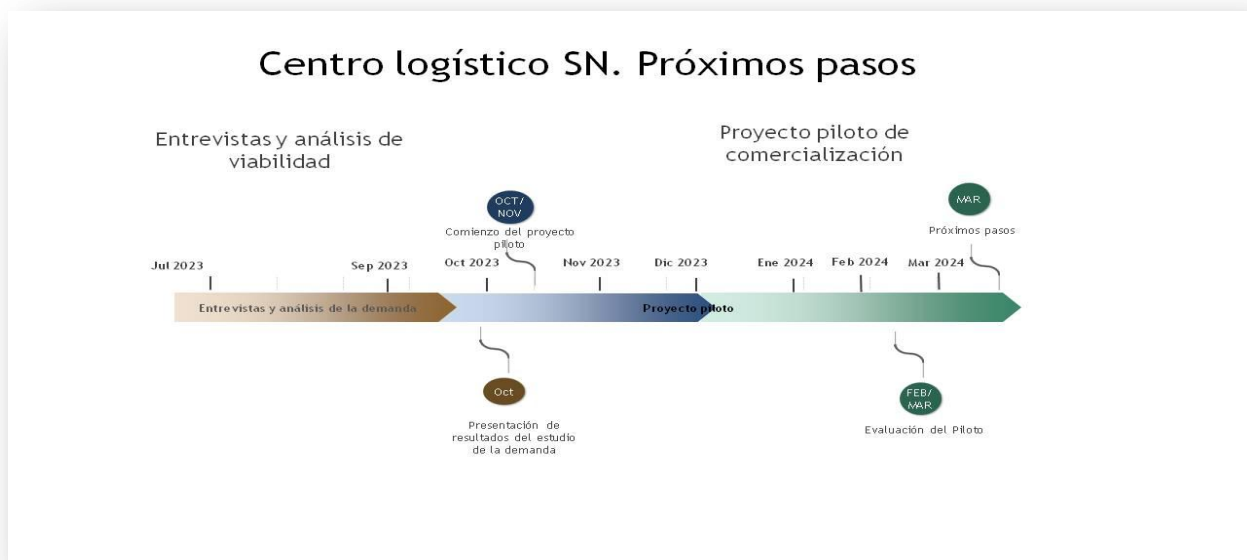 Centro logístico SN. Próximos pasos
Entrevistas y análisis de
viabilidad
Proyecto piloto de
comercialización
OCT/
NOV
Comienzo del proyecto
piloto
MAR
Próximos pasos
Jul 2023
Sep 2023
Oct 2023
Nov 2023
Dic 2023
Ene 2024
Feb 2024
Mar 2024
Entrevistas y análisis de la demanda
Proyecto piloto
Oct
Presentación de
resultados del estudio
de la demanda
FEB/
MAR
Evaluación del Piloto